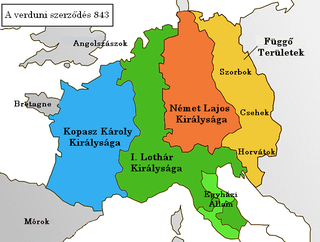 A verduni szerződés 843
Angolszászok
Függő
Területek
Szorbok
Bretagne
Német Lajos
Királysága
Csehek
Kopasz Károly
Királysága
I. Lothár
Királysága
Horvátok
Egyházi
Állam
Mórok